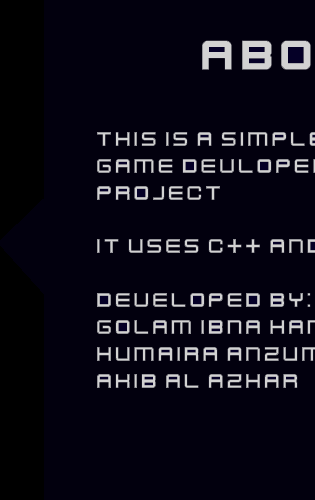 ABO
THIS IS A SIMPLE
GAME DEVLOPE
PROJECT
IT USES C++ AND
DEVELOPED BY:
GOLAM IBNA HA
HUMAIRA ANZUM
AHIB AL AZHAR